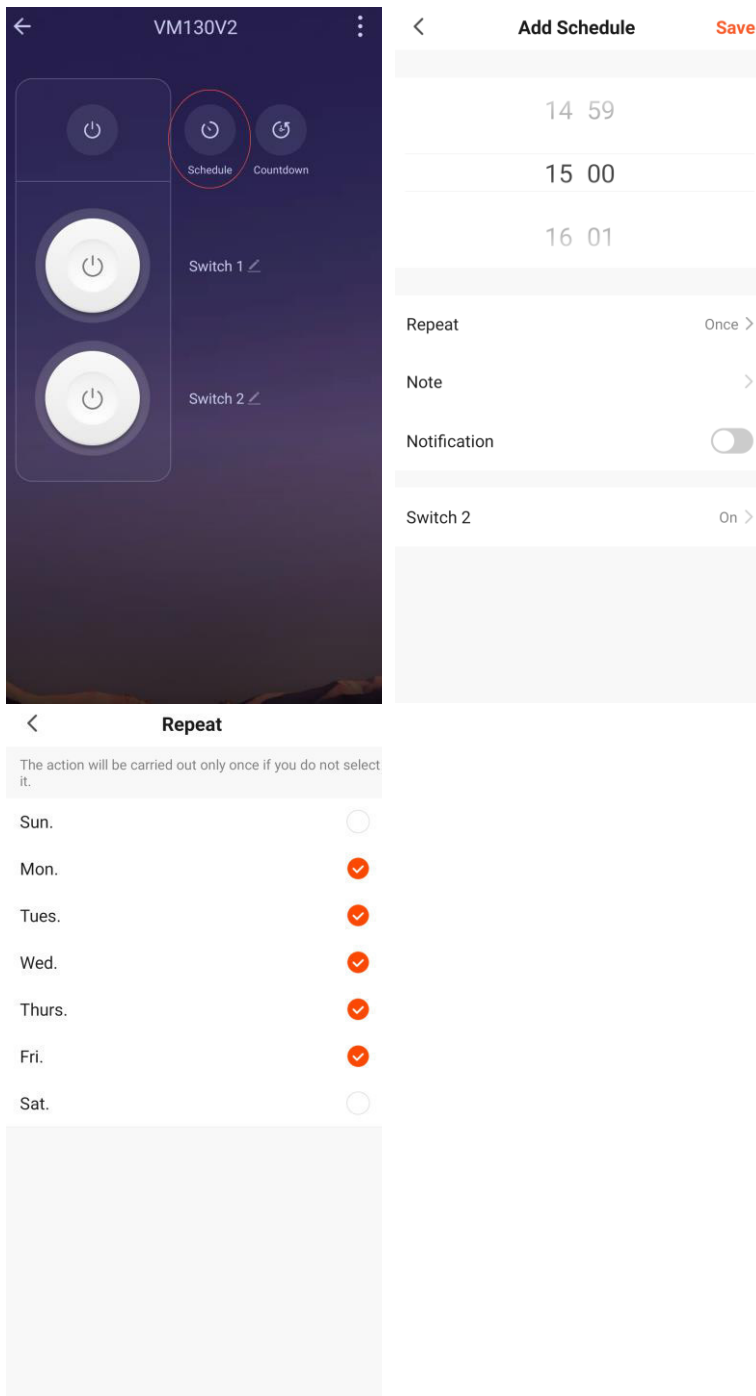 VM130V2
Schedule Countdown
Switch 1
Switch 2
Add Schedule Save
14 59
15 00
16 01
Repeat Once
Note
Notification
Switch 2 On
Repeat
The action will be carried out only once if you do not select
it.
Sun.
Mon.
Tues.
Wed.
Thurs.
Fri.
Sat.